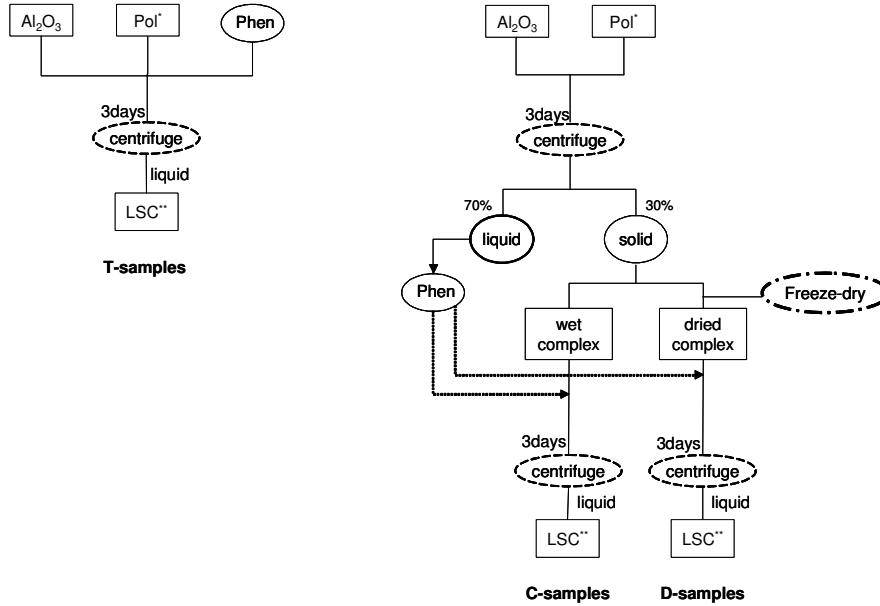 Al₂O₃
Pol*
Phen
3days
centrifuge
liquid
LSC**
T-samples
Al₂O₃
Pol*
3days
centrifuge
70%
30%
liquid
solid
Phen
Freeze-dry
wet
complex
dried
complex
3days
centrifuge
liquid
LSC**
C-samples
3days
centrifuge
liquid
LSC**
D-samples